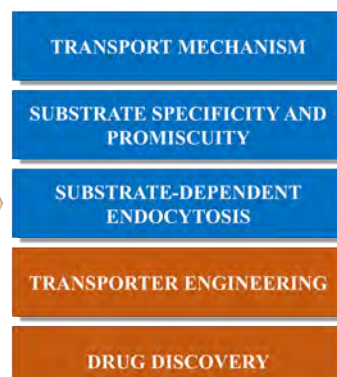 TRANSPORT MECHANISM
SUBSTRATE SPECIFICITY AND
PROMISCUITY
SUBSTRATE-DEPENDENT
ENDOCYTOSIS
TRANSPORTER ENGINEERING
DRUG DISCOVERY